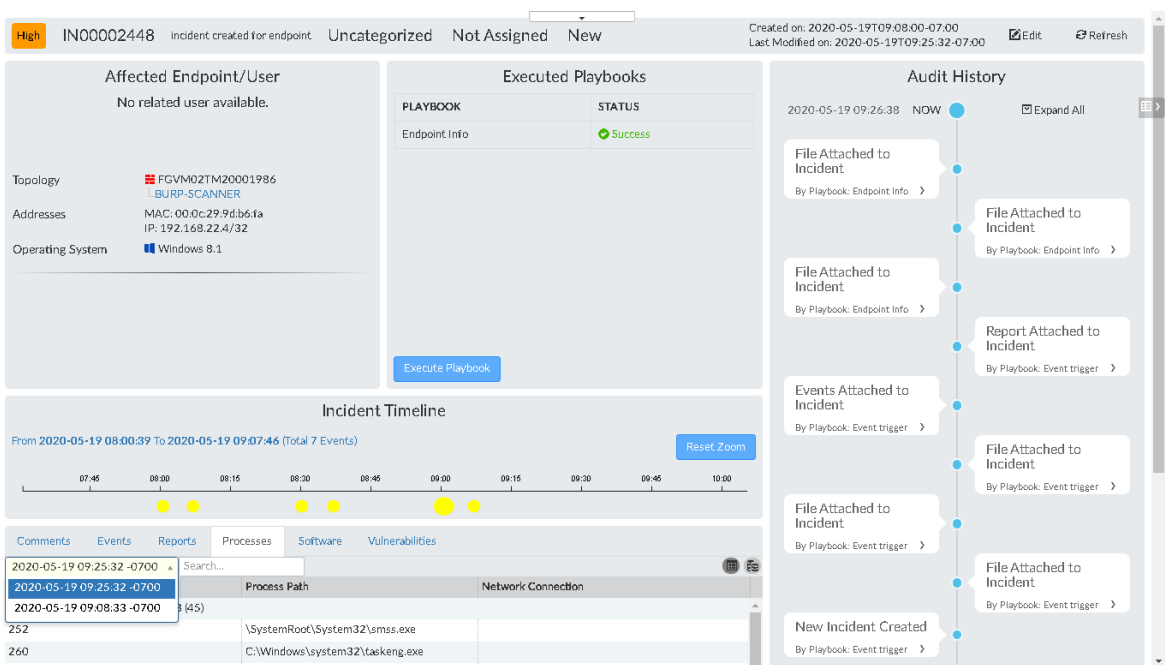 High IN00002448 incident created for endpoint Uncategorized Not Assigned New
Created on: 2020-05-19T09:08:00-07:00
Last Modified on: 2020-05-19T09:25:32-07:00
Edit Refresh
Affected Endpoint/User
No related user available.
Topology FGVM02TM20001986
BURP-SCANNER
Addresses MAC: 00:0c:29:9d:b6:fa
IP: 192.168.22.4/32
Operating System Windows 8.1
Executed Playbooks
PLAYBOOK STATUS
Endpoint Info Success
Execute Playbook
Incident Timeline
From 2020-05-19 08:00:39 To 2020-05-19 09:07:46 (Total 7 Events)
Reset Zoom
07:45 08:00 08:15 08:30 08:45 09:00 09:15 09:30 09:45 10:00
Comments Events Reports Processes Software Vulnerabilities
2020-05-19 09:25:32 -0700 Search...
2020-05-19 09:25:32 -0700
2020-05-19 09:08:33 -0700
Process Path Network Connection
(45)
252 \SystemRoot\System32\smss.exe
260 C:\Windows\system32\taskeng.exe
Audit History
2020-05-19 09:26:38 NOW Expand All
File Attached to
Incident
By Playbook: Endpoint Info
File Attached to
Incident
By Playbook: Endpoint Info
File Attached to
Incident
By Playbook: Endpoint Info
Report Attached to
Incident
By Playbook: Event trigger
Events Attached to
Incident
By Playbook: Event trigger
File Attached to
Incident
By Playbook: Event trigger
File Attached to
Incident
By Playbook: Event trigger
File Attached to
Incident
By Playbook: Event trigger
New Incident Created
By Playbook: Event trigger